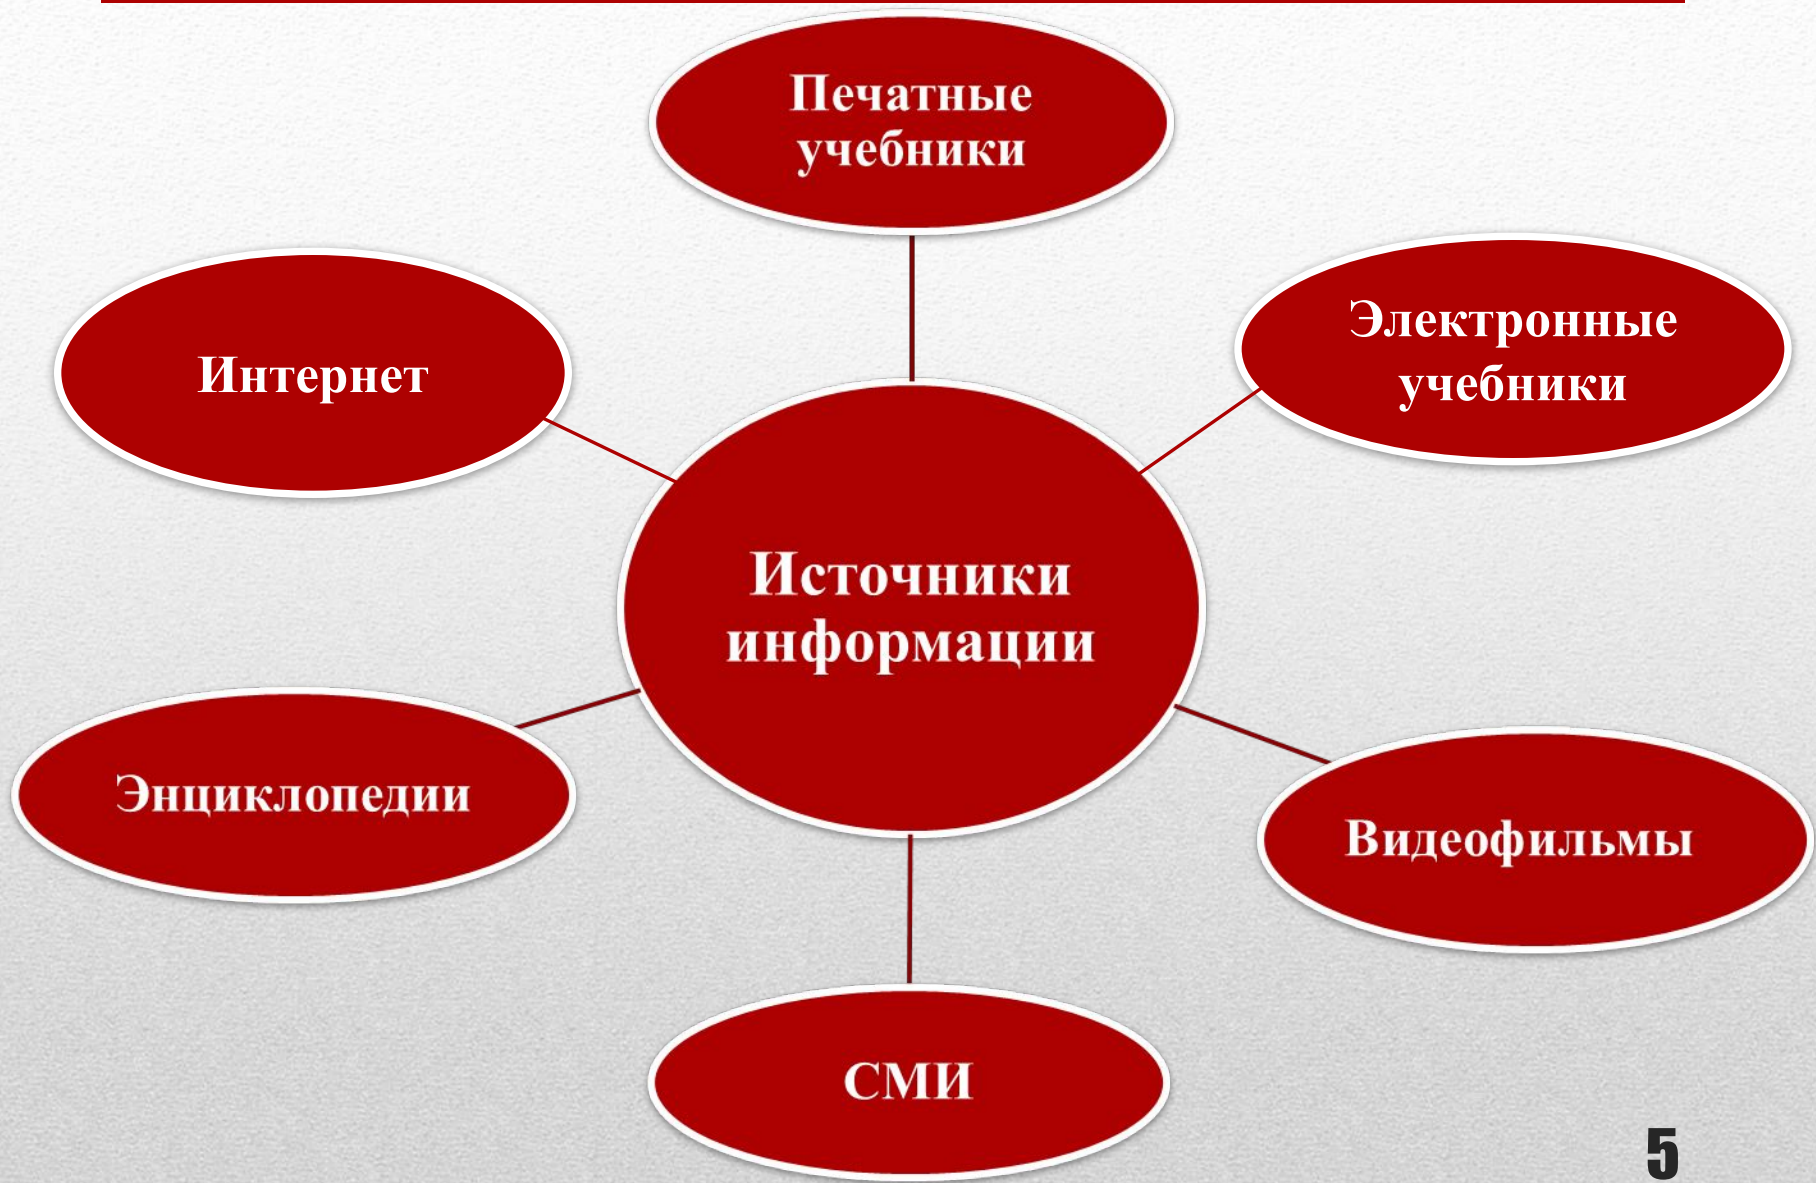 Печатные
учебники
Электронные
учебники
Интернет
Источники
информации
Энциклопедии
Видеофильмы
СМИ
5